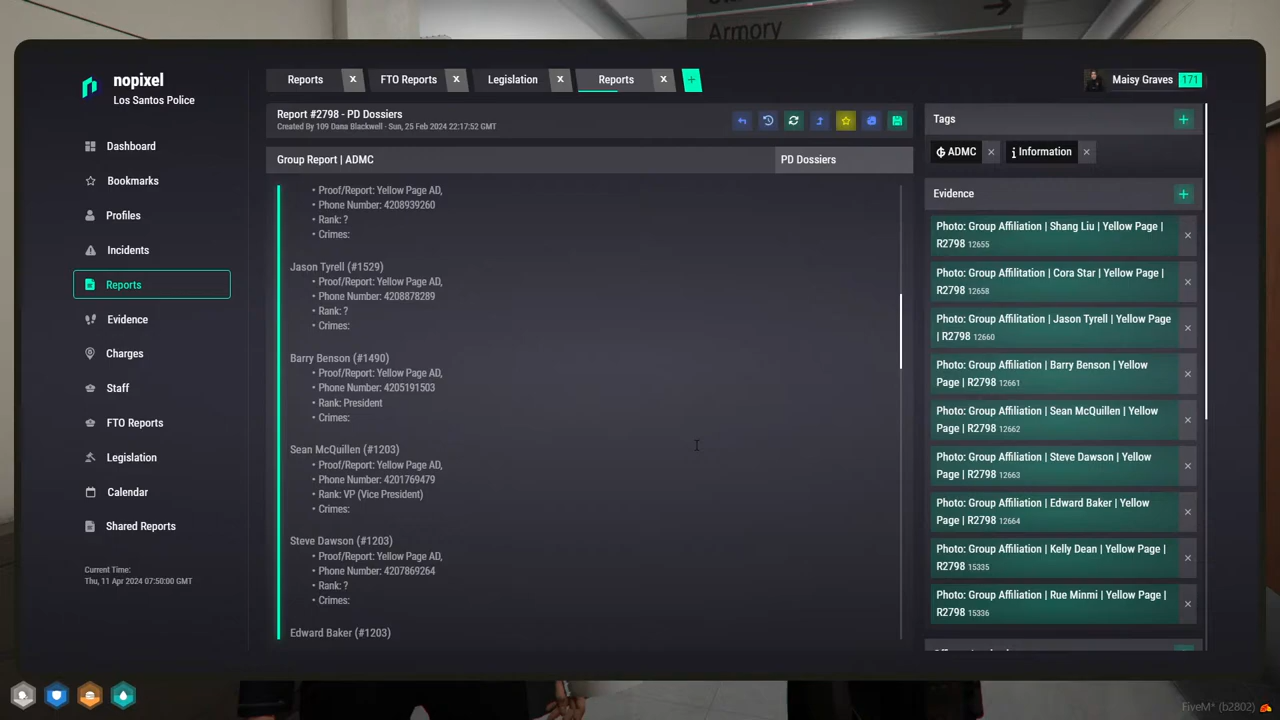 Armory
nopixel
Los Santos Police
Dashboard
Bookmarks
Profiles
Incidents
Reports
Evidence
Charges
Staff
FTO Reports
Legislation
Calendar
Shared Reports
Current Time:
Thu, 11 Apr 2024 07:50:00 GMT
Reports x FTO Reports x Legislation x Reports x +
Maisy Graves 171
Report #2798 - PD Dossiers
Created By 109 Dana Blackwell · Sun, 25 Feb 2024 22:17:52 GMT
Group Report | ADMC
PD Dossiers
• Proof/Report: Yellow Page AD,
• Phone Number: 4208939260
• Rank: ?
• Crimes:
Jason Tyrell (#1529)
• Proof/Report: Yellow Page AD,
• Phone Number: 4208878289
• Rank: ?
• Crimes:
Barry Benson (#1490)
• Proof/Report: Yellow Page AD,
• Phone Number: 4205191503
• Rank: President
• Crimes:
Sean McQuillen (#1203)
• Proof/Report: Yellow Page AD,
• Phone Number: 4201769479
• Rank: VP (Vice President)
• Crimes:
Steve Dawson (#1203)
• Proof/Report: Yellow Page AD,
• Phone Number: 4207869264
• Rank: ?
• Crimes:
Edward Baker (#1203)
Tags +
ADMC x Information x
Evidence +
Photo: Group Affiliation | Shang Liu | Yellow Page |
R2798 12655
Photo: Group Affilitation | Cora Star | Yellow Page |
R2798 12658
Photo: Group Affilitation | Jason Tyrell | Yellow Page
| R2798 12660
Photo: Group Affiliation | Barry Benson | Yellow
Page | R2798 12661
Photo: Group Affiliation | Sean McQuillen | Yellow
Page | R2798 12662
Photo: Group Affiliation | Steve Dawson | Yellow
Page | R2798 12663
Photo: Group Affiliation | Edward Baker | Yellow
Page | R2798 12664
Photo: Group Affiliation | Kelly Dean | Yellow Page |
R2798 15335
Photo: Group Affiliation | Rue Minmi | Yellow Page |
R2798 15336
FiveM* (b2802)